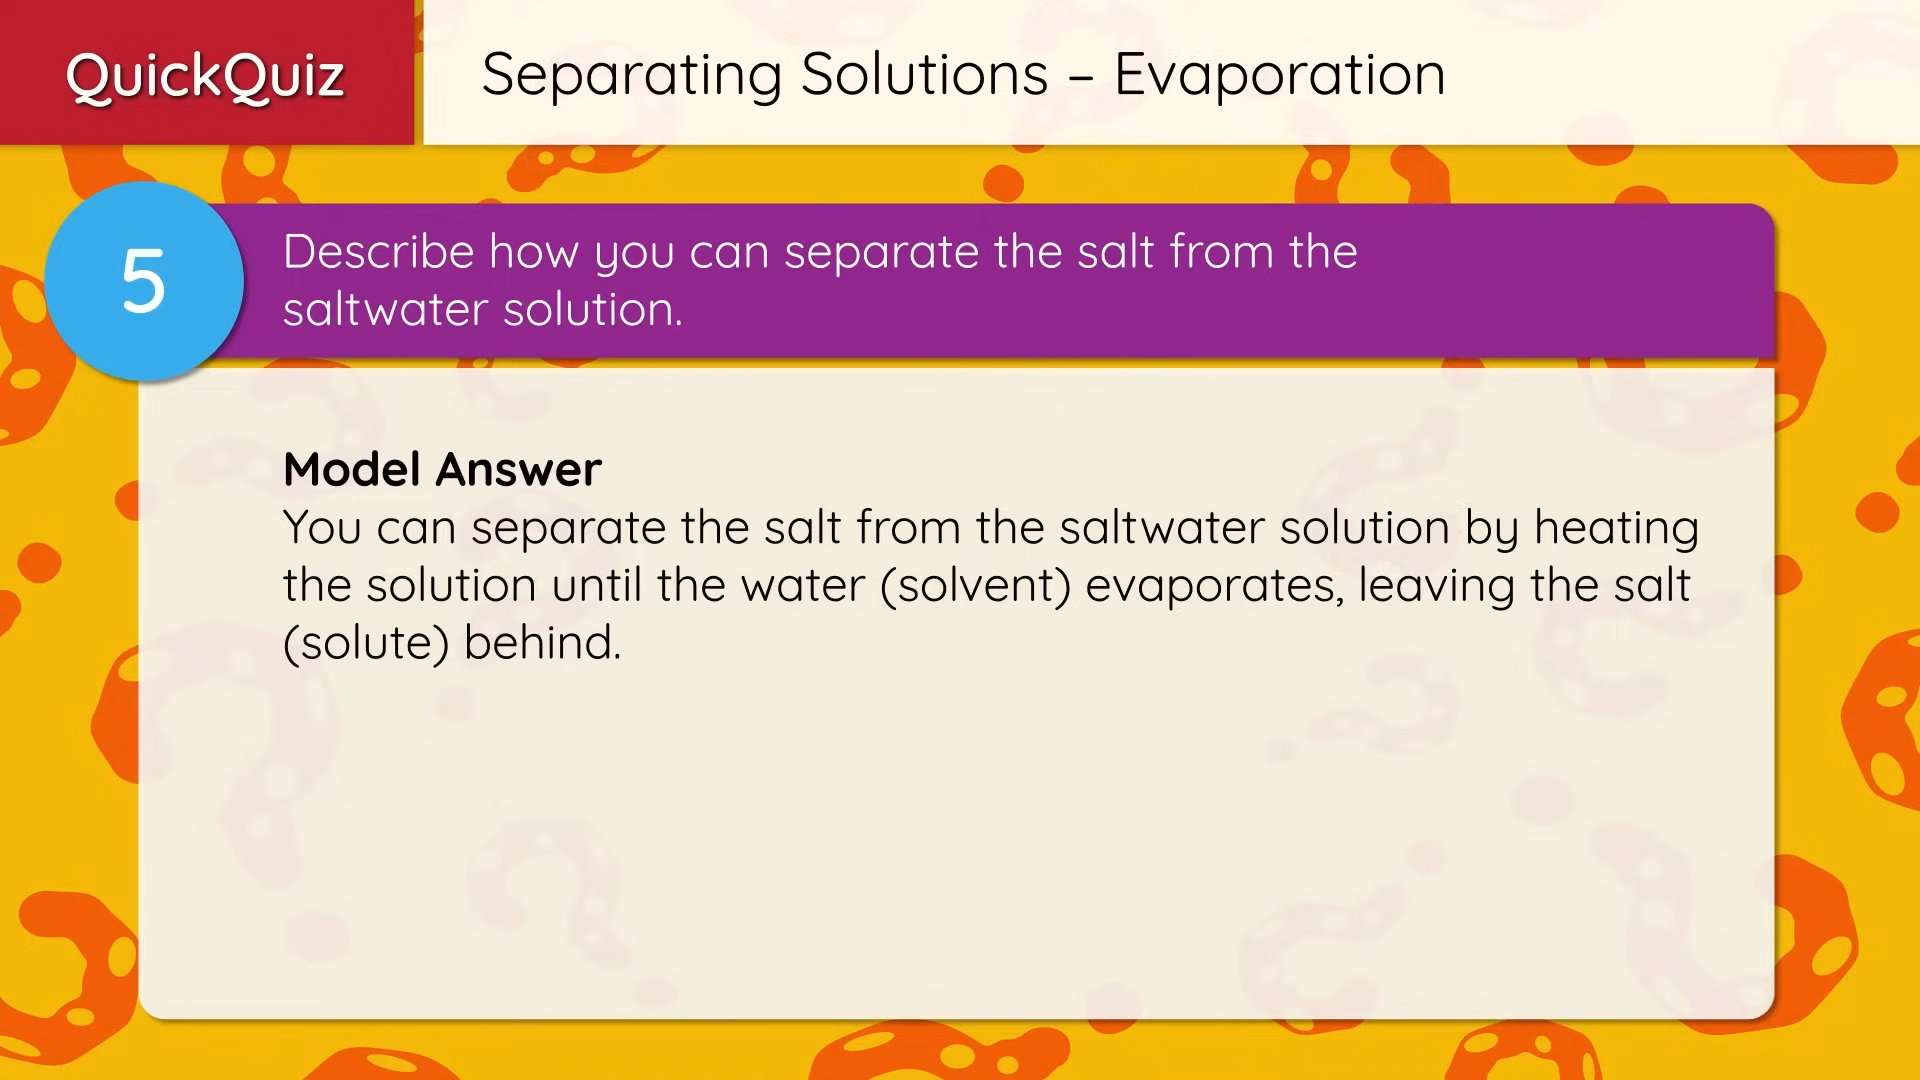 QuickQuiz
Separating Solutions – Evaporation
5
Describe how you can separate the salt from the
saltwater solution.
Model Answer
You can separate the salt from the saltwater solution by heating
the solution until the water (solvent) evaporates, leaving the salt
(solute) behind.